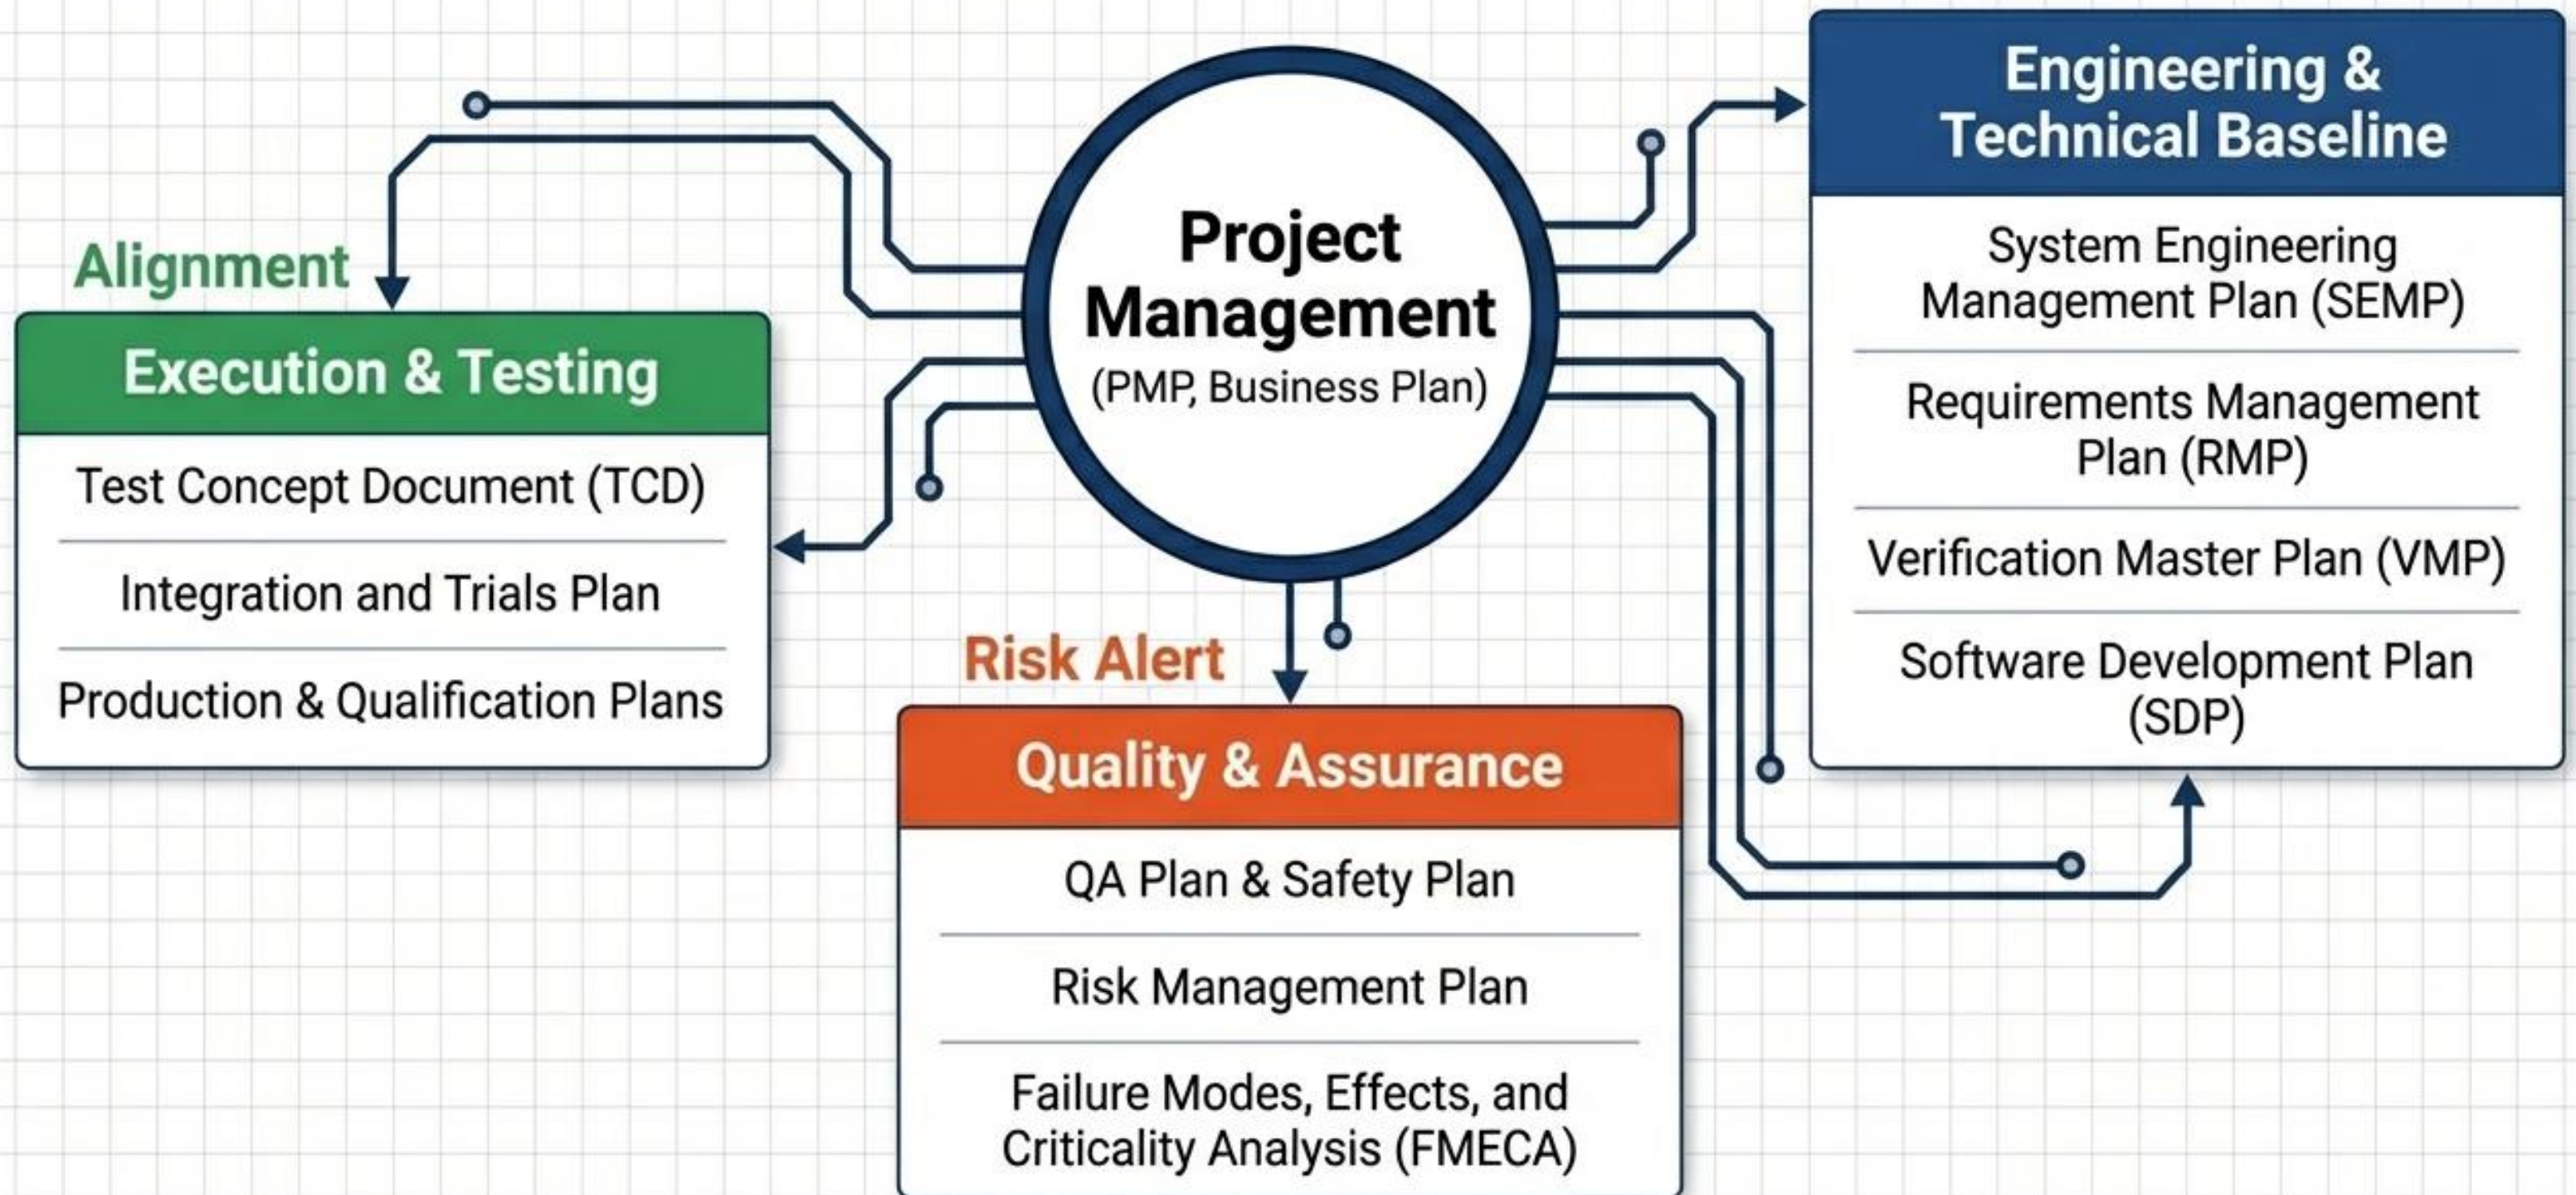 Project
Management
(PMP, Business Plan)
Alignment
Execution & Testing
Test Concept Document (TCD)
Integration and Trials Plan
Production & Qualification Plans
Risk Alert
Quality & Assurance
QA Plan & Safety Plan
Risk Management Plan
Failure Modes, Effects, and
Criticality Analysis (FMECA)
Engineering &
Technical Baseline
System Engineering
Management Plan (SEMP)
Requirements Management
Plan (RMP)
Verification Master Plan (VMP)
Software Development Plan
(SDP)